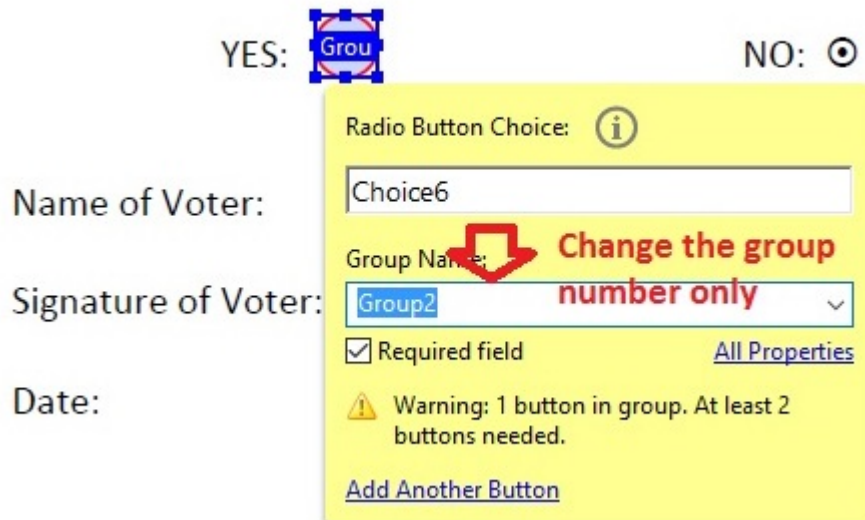 YES: Grou NO:
Radio Button Choice:
Choice6
Name of Voter:
Group Name: Change the group
number only
Signature of Voter: Group2
Required field All Properties
Date:
Warning: 1 button in group. At least 2
buttons needed.
Add Another Button